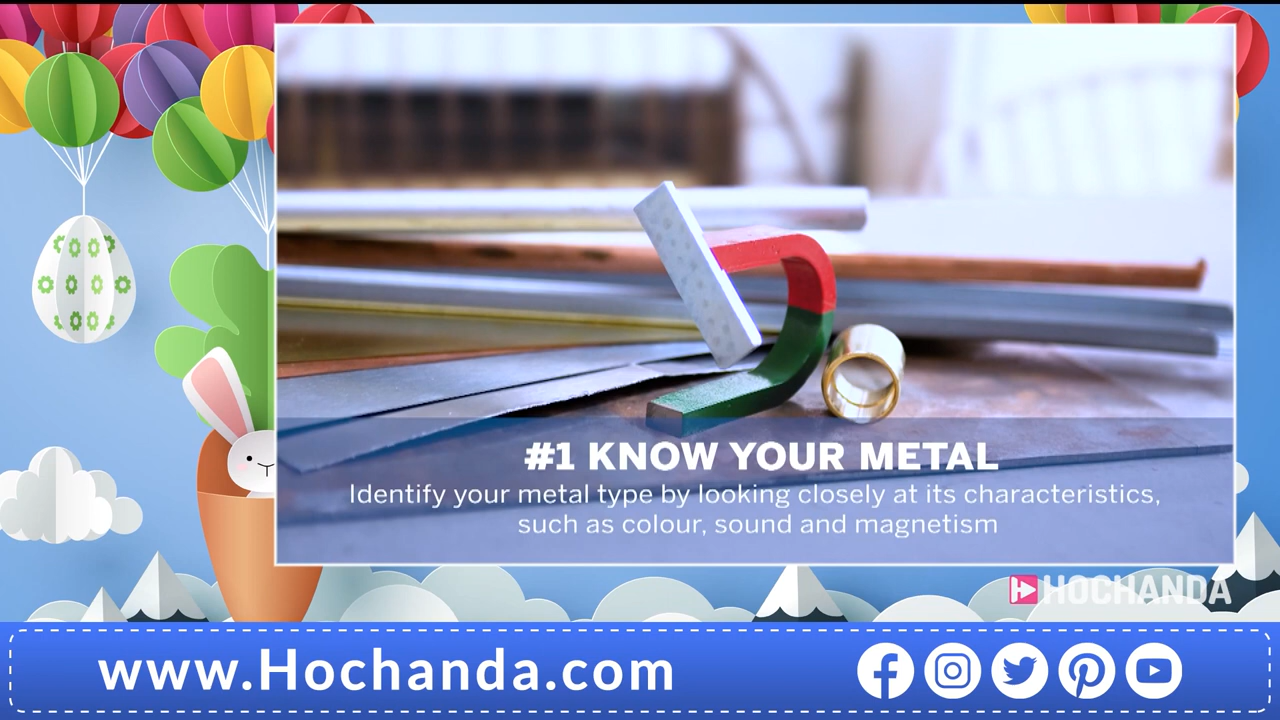 #1 KNOW YOUR METAL
Identify your metal type by looking closely at its characteristics,
such as colour, sound and magnetism
HOCHANDA
www.Hochanda.com